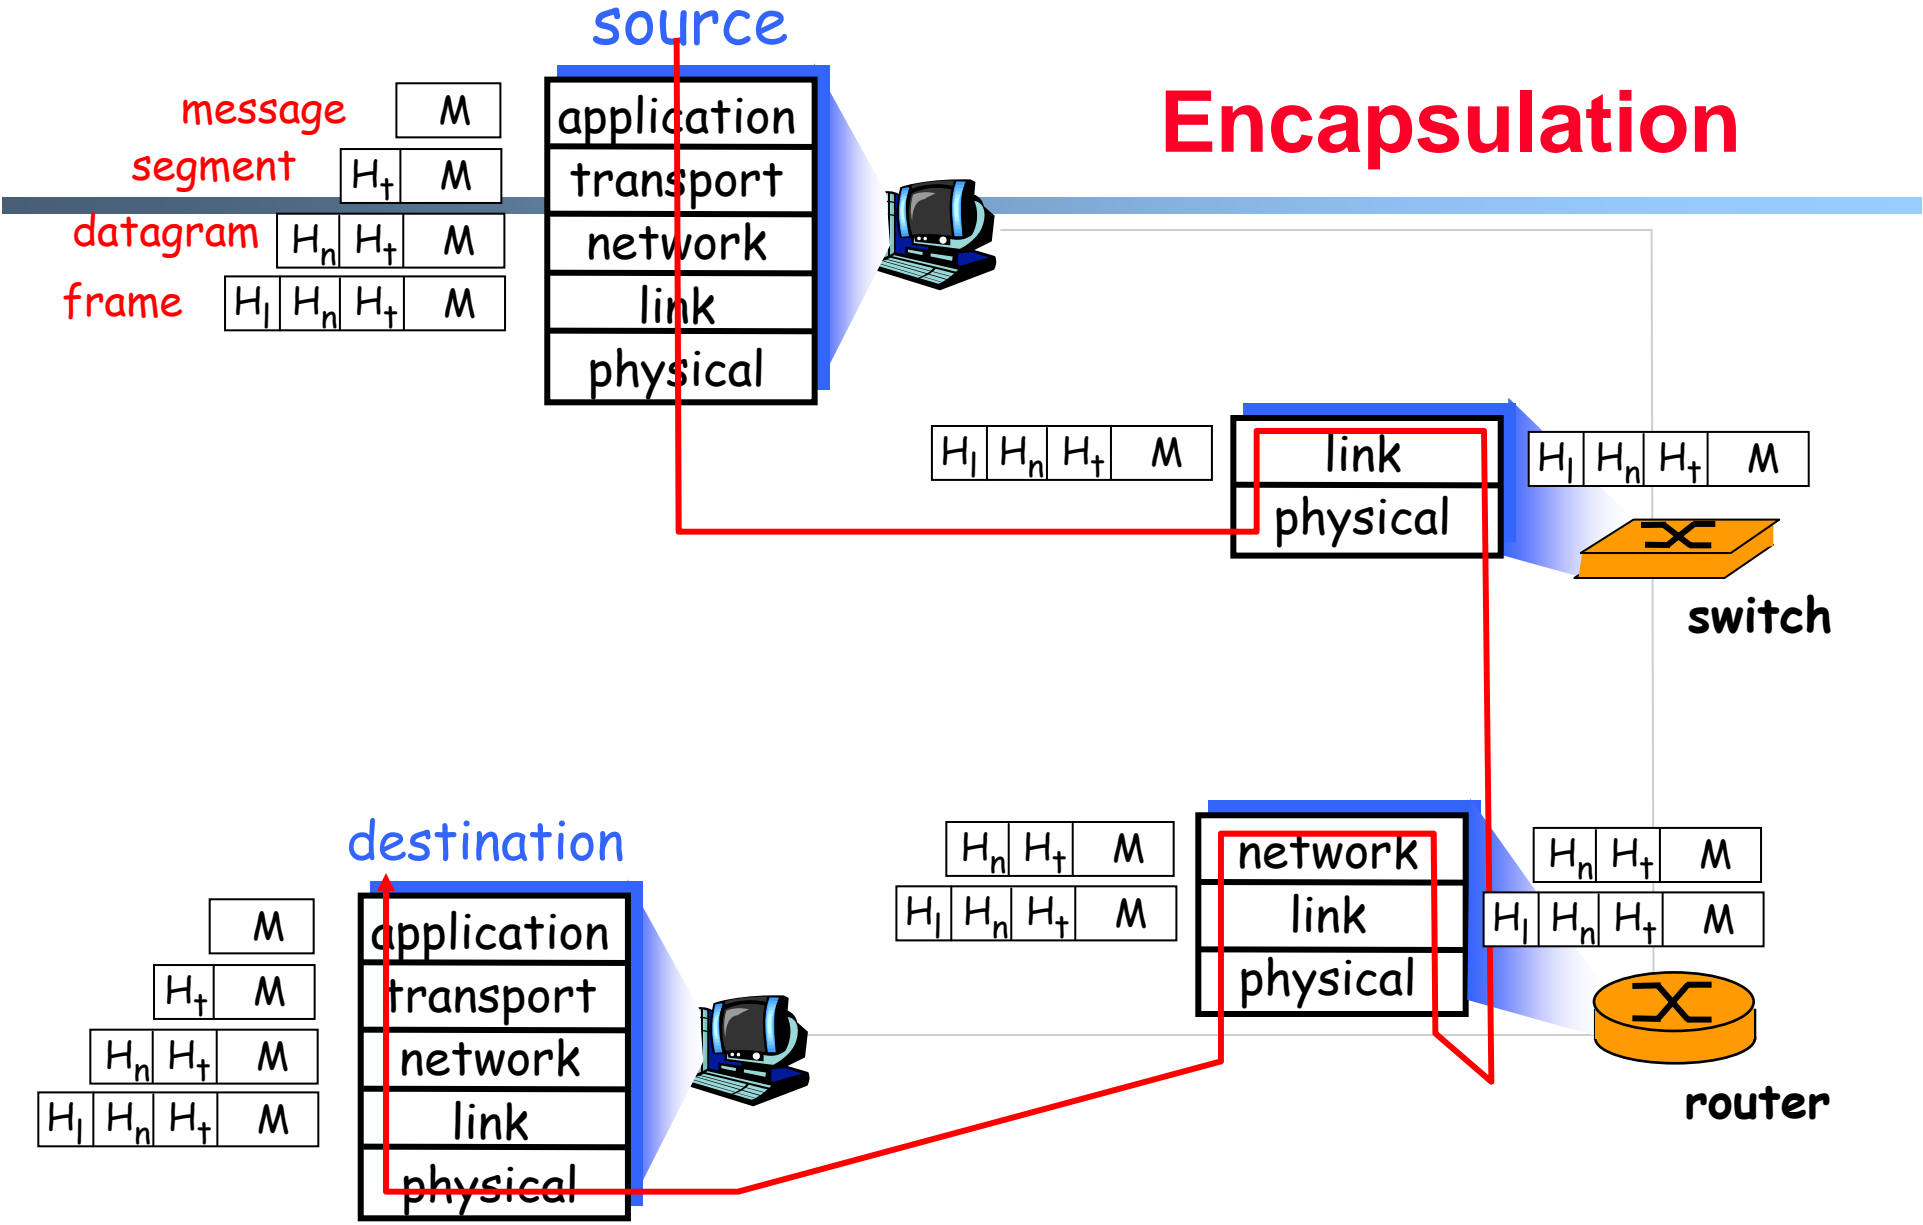 source
Encapsulation
message M application
segment Ht M transport
datagram Hn Ht M network
frame Hl Hn Ht M link
physical
Hl Hn Ht M link Hl Hn Ht M
physical
switch
destination
Hn Ht M network Hn Ht M
Hl Hn Ht M link Hl Hn Ht M
physical
router
M application
Ht M transport
Hn Ht M network
Hl Hn Ht M link
physical